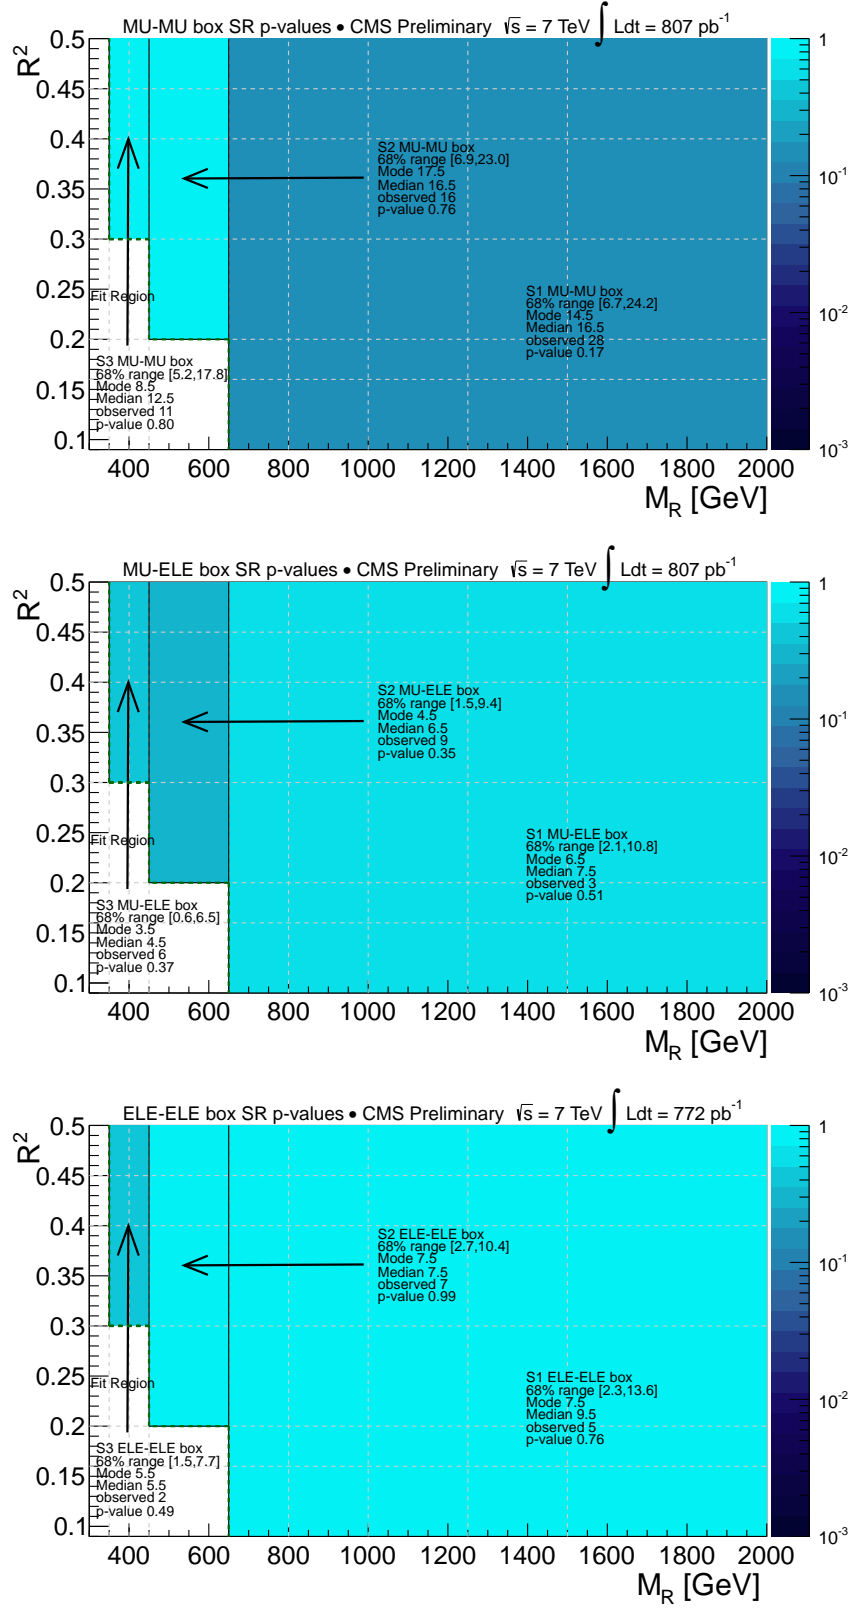 MU-MU box SR p-values • CMS Preliminary √s = 7 TeV ∫ Ldt = 807 pb⁻¹
R²
0.5
0.45
0.4
0.35
0.3
0.25
0.2
0.15
0.1
S2 MU-MU box
68% range [6.9,23.0]
Mode 17.5
Median 16.5
observed 16
p-value 0.76
Fit Region
S1 MU-MU box
68% range [6.7,24.2]
Mode 14.5
Median 16.5
observed 28
p-value 0.17
S3 MU-MU box
68% range [5.2,17.8]
Mode 8.5
Median 12.5
observed 11
p-value 0.80
400 600 800 1000 1200 1400 1600 1800 2000
M_R [GeV]
1
10⁻¹
10⁻²
10⁻³
MU-ELE box SR p-values • CMS Preliminary √s = 7 TeV ∫ Ldt = 807 pb⁻¹
R²
0.5
0.45
0.4
0.35
0.3
0.25
0.2
0.15
0.1
S2 MU-ELE box
68% range [1.5,9.4]
Mode 4.5
Median 6.5
observed 9
p-value 0.35
Fit Region
S1 MU-ELE box
68% range [2.1,10.8]
Mode 6.5
Median 7.5
observed 3
p-value 0.51
S3 MU-ELE box
68% range [0.6,6.5]
Mode 3.5
Median 4.5
observed 6
p-value 0.37
400 600 800 1000 1200 1400 1600 1800 2000
M_R [GeV]
1
10⁻¹
10⁻²
10⁻³
ELE-ELE box SR p-values • CMS Preliminary √s = 7 TeV ∫ Ldt = 772 pb⁻¹
R²
0.5
0.45
0.4
0.35
0.3
0.25
0.2
0.15
0.1
S2 ELE-ELE box
68% range [2.7,10.4]
Mode 7.5
Median 7.5
observed 7
p-value 0.99
Fit Region
S1 ELE-ELE box
68% range [2.3,13.6]
Mode 7.5
Median 9.5
observed 5
p-value 0.76
S3 ELE-ELE box
68% range [1.5,7.7]
Mode 5.5
Median 5.5
observed 2
p-value 0.49
400 600 800 1000 1200 1400 1600 1800 2000
M_R [GeV]
1
10⁻¹
10⁻²
10⁻³